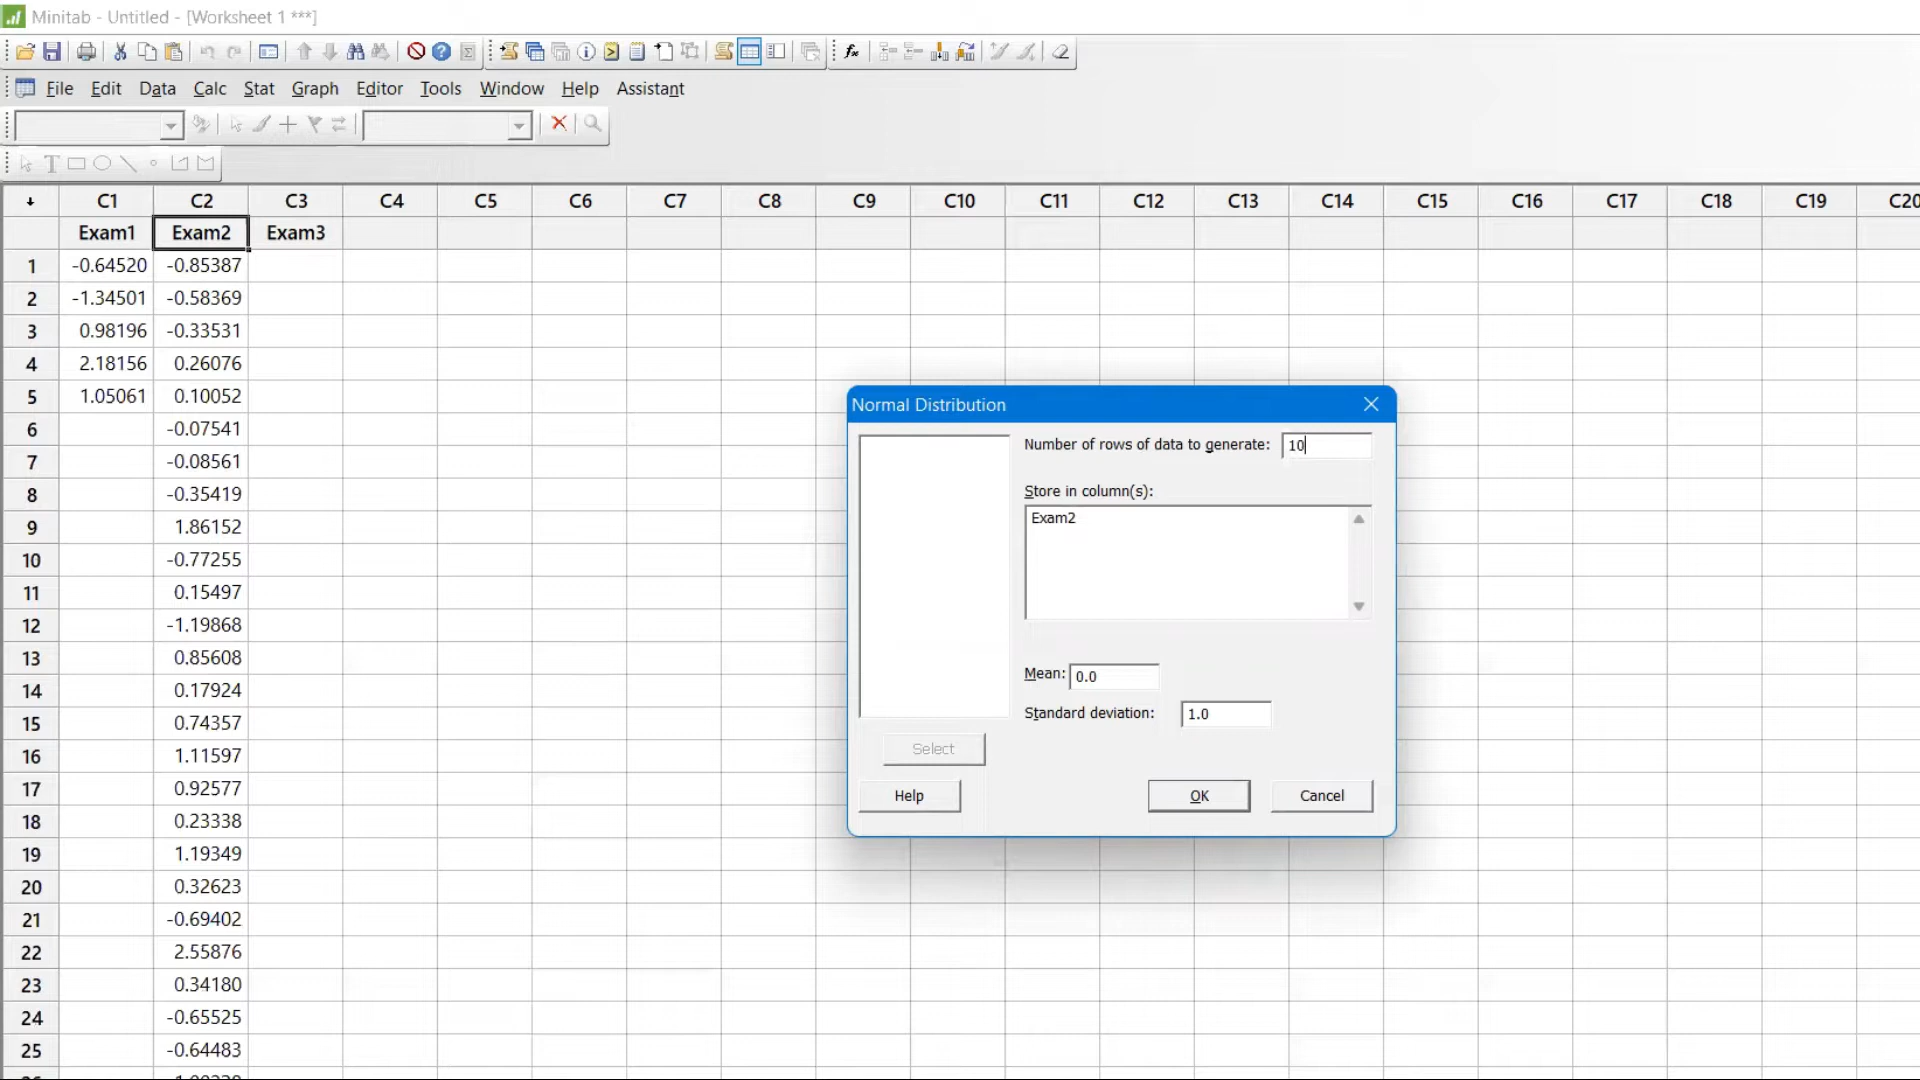 Minitab - Untitled - [Worksheet 1 ***]
File Edit Data Calc Stat Graph Editor Tools Window Help Assistant
C1 C2 C3 C4 C5 C6 C7 C8 C9 C10 C11 C12 C13 C14 C15 C16 C17 C18 C19 C20
Exam1 Exam2 Exam3
1 -0.64520 -0.85387
2 -1.34501 -0.58369
3 0.98196 -0.33531
4 2.18156 0.26076
5 1.05061 0.10052
6 -0.07541
7 -0.08561
8 -0.35419
9 1.86152
10 -0.77255
11 0.15497
12 -1.19868
13 0.85608
14 0.17924
15 0.74357
16 1.11597
17 0.92577
18 0.23338
19 1.19349
20 0.32623
21 -0.69402
22 2.55876
23 0.34180
24 -0.65525
25 -0.64483
Normal Distribution
Number of rows of data to generate: 10
Store in column(s):
Exam2
Mean: 0.0
Standard deviation: 1.0
Select
Help OK Cancel